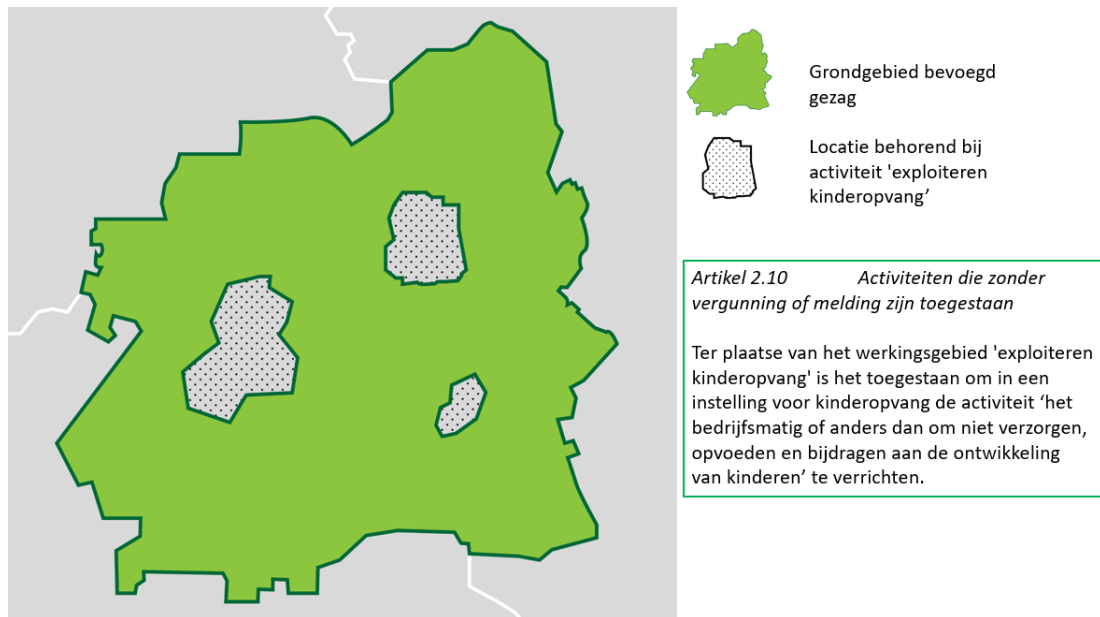 Grondgebied bevoegd
gezag
Locatie behorend bij
activiteit 'exploiteren
kinderopvang’
Artikel 2.10 Activiteiten die zonder
vergunning of melding zijn toegestaan
Ter plaatse van het werkingsgebied 'exploiteren
kinderopvang' is het toegestaan om in een
instelling voor kinderopvang de activiteit ‘het
bedrijfsmatig of anders dan om niet verzorgen,
opvoeden en bijdragen aan de ontwikkeling
van kinderen’ te verrichten.